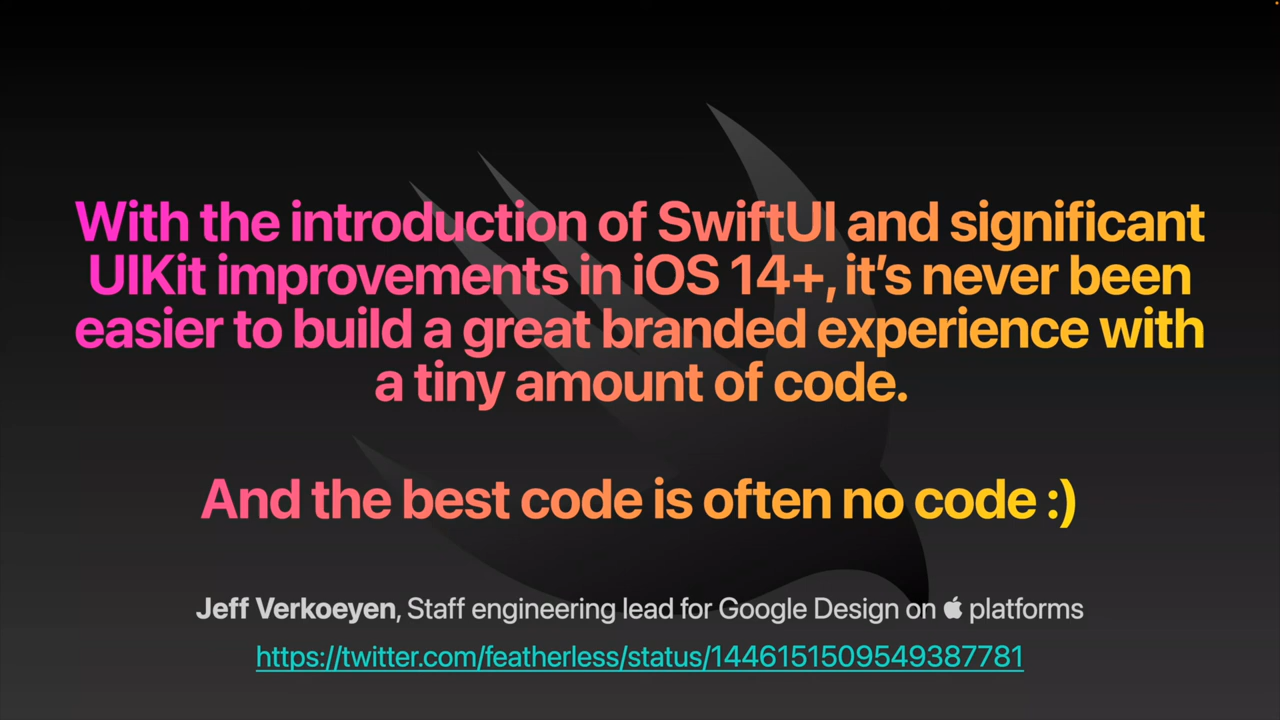 With the introduction of SwiftUI and significant
UIKit improvements in iOS 14+, it’s never been
easier to build a great branded experience with
a tiny amount of code.
And the best code is often no code :)
Jeff Verkoeyen, Staff engineering lead for Google Design on  platforms
https://twitter.com/featherless/status/1446151509549387781